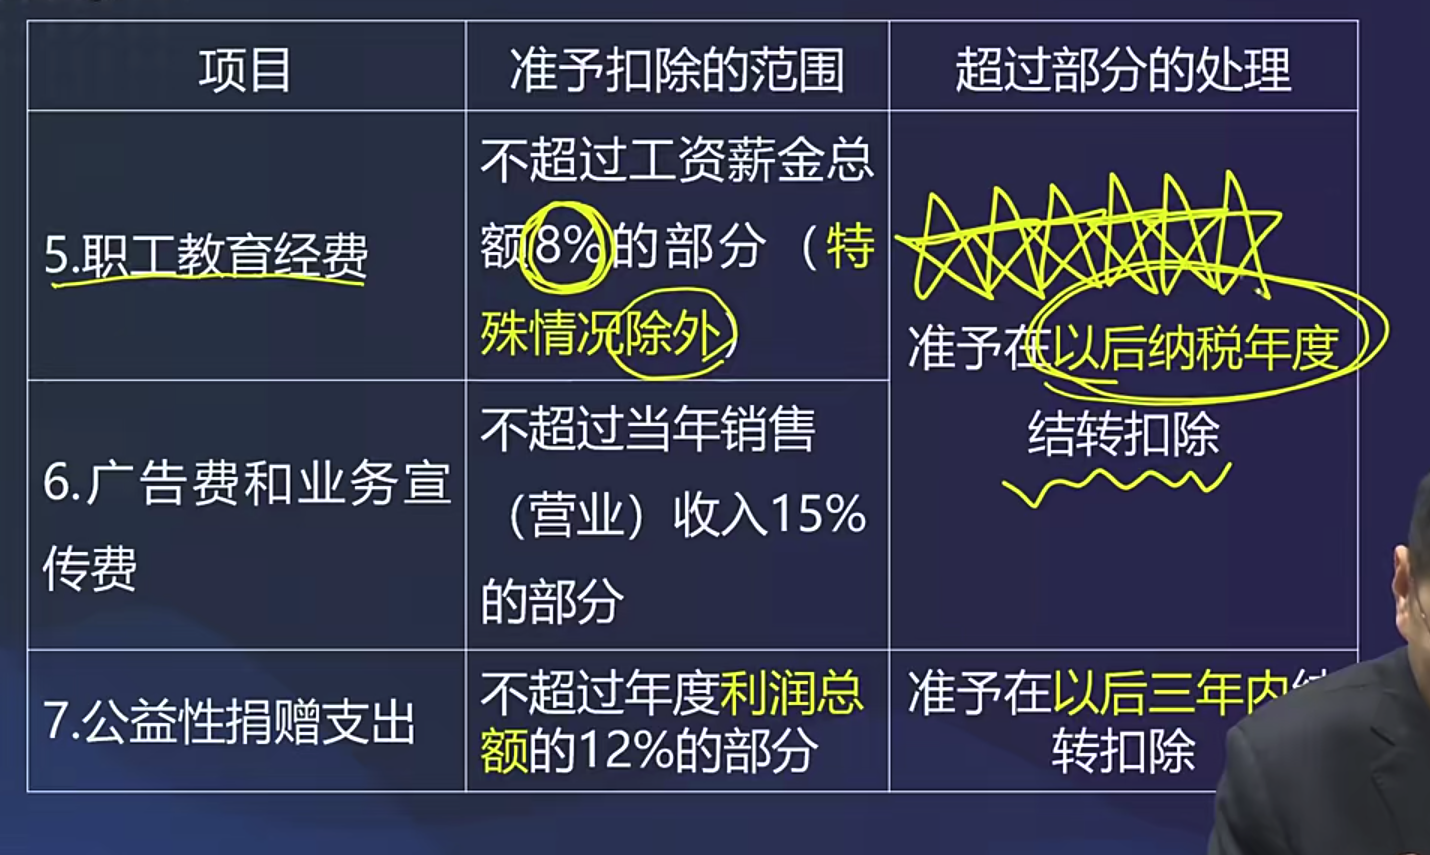 项目
准予扣除的范围
超过部分的处理
5.职工教育经费
不超过工资薪金总
额8%的部分（特
殊情况除外）
准予在以后纳税年度
结转扣除
6.广告费和业务宣
传费
不超过当年销售
（营业）收入15%
的部分
7.公益性捐赠支出
不超过年度利润总
额的12%的部分
准予在以后三年内结
转扣除